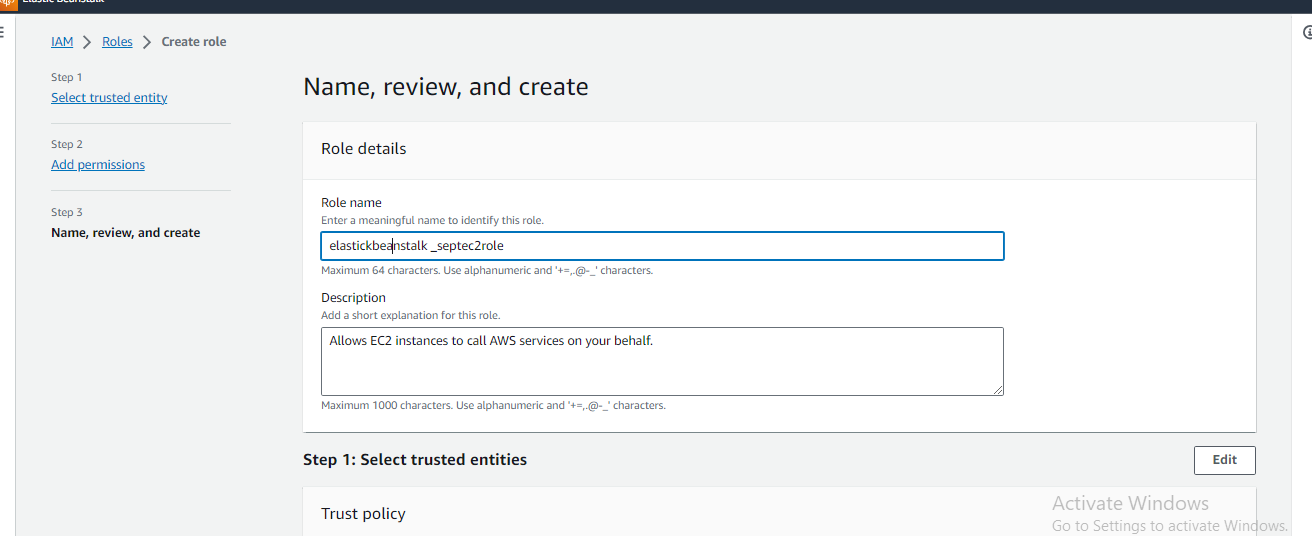 Elastic Beanstalk
IAM Roles Create role
Step 1
Select trusted entity
Step 2
Add permissions
Step 3
Name, review, and create
Name, review, and create
Role details
Role name
Enter a meaningful name to identify this role.
elastickbeanstalk _septec2role
Maximum 64 characters. Use alphanumeric and '+=,.@-_' characters.
Description
Add a short explanation for this role.
Allows EC2 instances to call AWS services on your behalf.
Maximum 1000 characters. Use alphanumeric and '+=,.@-_' characters.
Step 1: Select trusted entities
Edit
Trust policy
Activate Windows
Go to Settings to activate Windows.